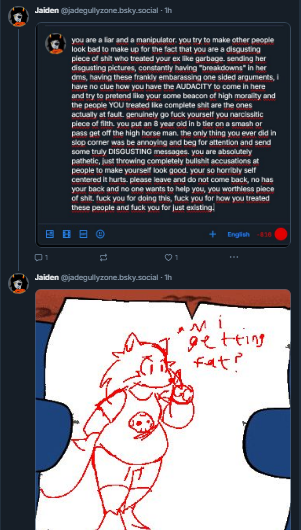 Jaiden @jadegullyzone.bsky.social · 1h
you are a liar and a manipulator. you try to make other people
look bad to make up for the fact that you are a disgusting
piece of shit who treated your ex like garbage. sending her
disgusting pictures, constantly having "breakdowns" in her
dms, having these frankly embarassing one sided arguments, i
have no clue how you have the AUDACITY to come in here
and try to pretend like your some beacon of high morality and
the people YOU treated like complete shit are the ones
actually at fault. genuinely go fuck yourself you narcissitic
piece of filth. you put an 8 year old in b tier on a smash or
pass get off the high horse man. the only thing you ever did in
slop corner was be annoying and beg for attention and send
some truly DISGUSTING messages. you are absolutely
pathetic, just throwing completely bullshit accusations at
people to make yourself look good. your so horribly self
centered it hurts. please leave and do not come back, no has
your back and no one wants to help you, you worthless piece
of shit. fuck you for doing this, fuck you for how you treated
these people and fuck you for just existing.
English -818
1 1
Jaiden @jadegullyzone.bsky.social · 1h
getting
fat?